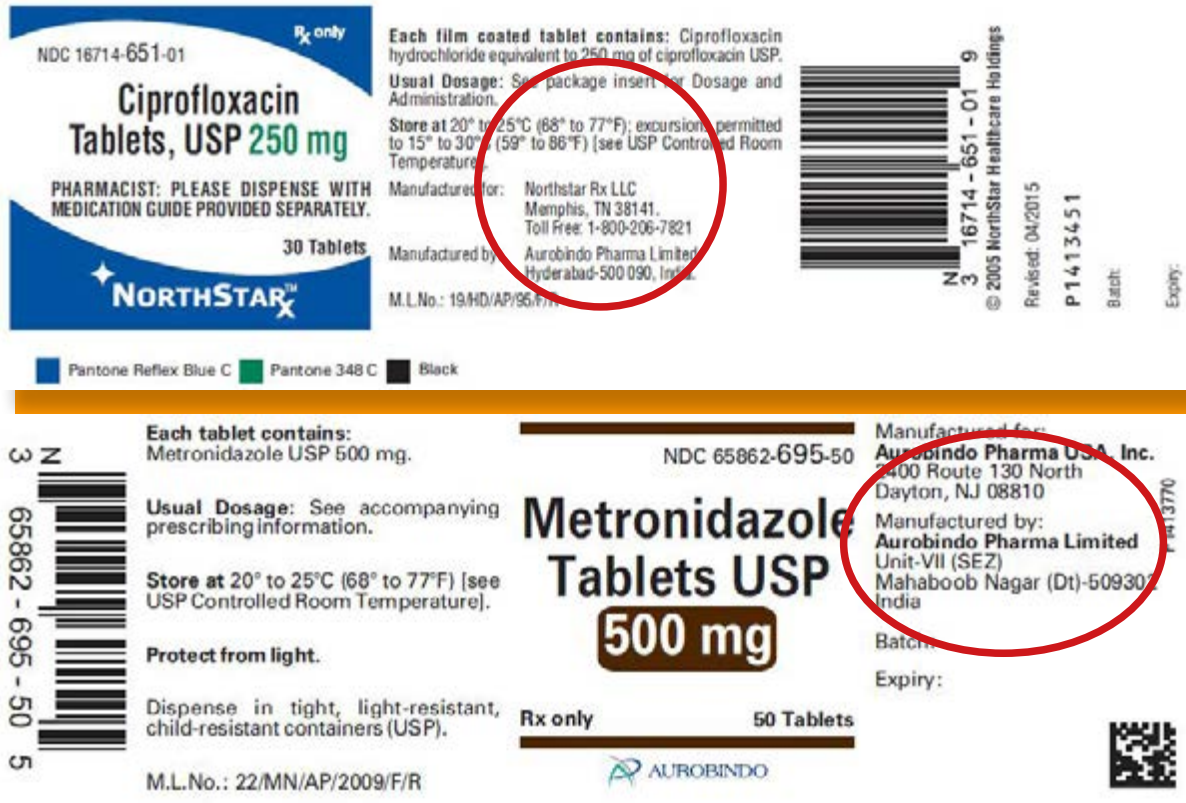 Rx only
NDC 16714-651-01
Ciprofloxacin
Tablets, USP 250 mg
PHARMACIST: PLEASE DISPENSE WITH
MEDICATION GUIDE PROVIDED SEPARATELY.
30 Tablets
NORTHSTARx™
Each film coated tablet contains: Ciprofloxacin
hydrochloride equivalent to 250 mg of ciprofloxacin USP.
Usual Dosage: See package insert for Dosage and
Administration.
Store at 20° to 25°C (68° to 77°F); excursions permitted
to 15° to 30°C (59° to 86°F) [see USP Controlled Room
Temperature].
Manufactured for: Northstar Rx LLC
Memphis, TN 38141.
Toll Free: 1-800-206-7821
Manufactured by: Aurobindo Pharma Limited
Hyderabad-500 090, India.
M.L.No.: 19/HD/AP/95/F/R
N
3 16714-651-01 9
© 2005 NorthStar Healthcare Holdings
Revised: 04/2015
P1413451
Batch:
Expiry:
Pantone Reflex Blue C Pantone 348 C Black
N
3 65862-695-50 5
Each tablet contains:
Metronidazole USP 500 mg.
Usual Dosage: See accompanying
prescribing information.
Store at 20° to 25°C (68° to 77°F) [see
USP Controlled Room Temperature].
Protect from light.
Dispense in tight, light-resistant,
child-resistant containers (USP).
M.L.No.: 22/MN/AP/2009/F/R
NDC 65862-695-50
Metronidazole
Tablets USP
500 mg
Rx only 50 Tablets
AUROBINDO
Manufactured for:
Aurobindo Pharma USA, Inc.
2400 Route 130 North
Dayton, NJ 08810
Manufactured by:
Aurobindo Pharma Limited
Unit-VII (SEZ)
Mahaboob Nagar (Dt)-509302
India
Batch:
Expiry:
P1413770